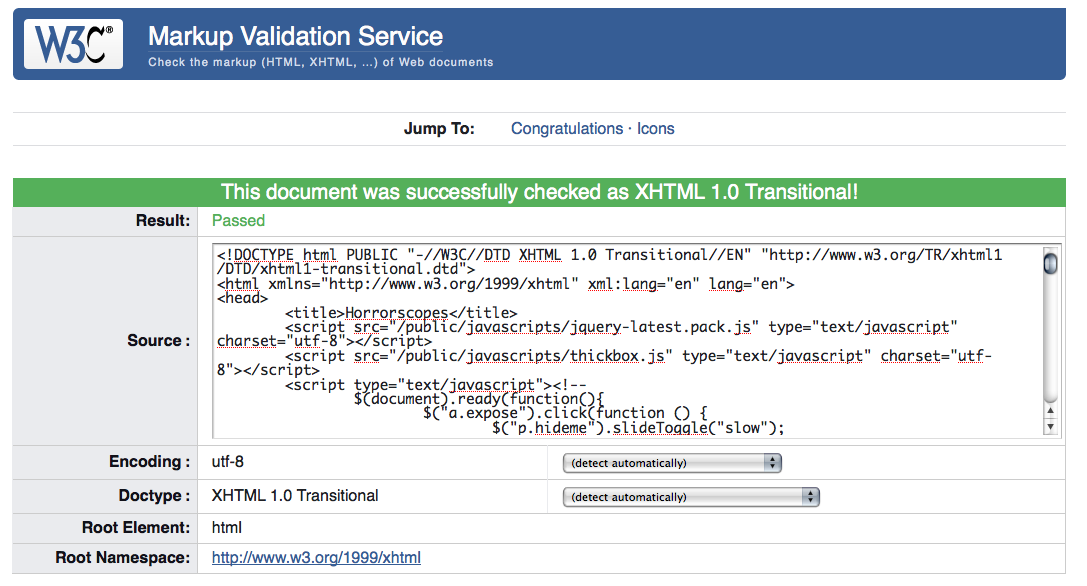 W3C®
Markup Validation Service
Check the markup (HTML, XHTML, ...) of Web documents
Jump To: Congratulations · Icons
This document was successfully checked as XHTML 1.0 Transitional!
Result: Passed
Source :
<!DOCTYPE html PUBLIC "-//W3C//DTD XHTML 1.0 Transitional//EN" "http://www.w3.org/TR/xhtml1
/DTD/xhtml1-transitional.dtd">
<html xmlns="http://www.w3.org/1999/xhtml" xml:lang="en" lang="en">
<head>
<title>Horrorscopes</title>
<script src="/public/javascripts/jquery-latest.pack.js" type="text/javascript"
charset="utf-8"></script>
<script src="/public/javascripts/thickbox.js" type="text/javascript" charset="utf-
8"></script>
<script type="text/javascript"><!--
$(document).ready(function(){
$("a.expose").click(function () {
$("p.hideme").slideToggle("slow");
Encoding : utf-8 (detect automatically)
Doctype : XHTML 1.0 Transitional (detect automatically)
Root Element: html
Root Namespace: http://www.w3.org/1999/xhtml